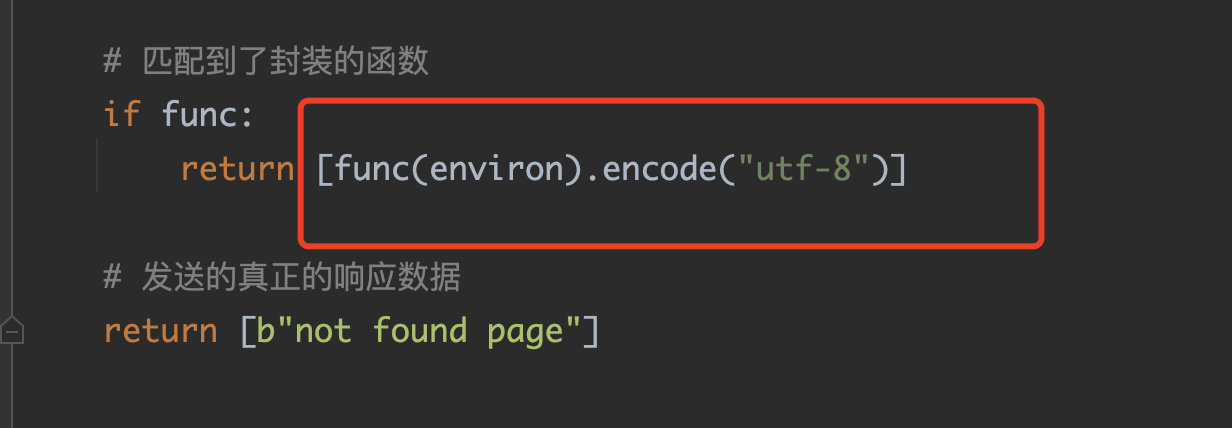 # 匹配到了封装的函数
if func:
return [func(environ).encode("utf-8")]
# 发送的真正的响应数据
return [b"not found page"]